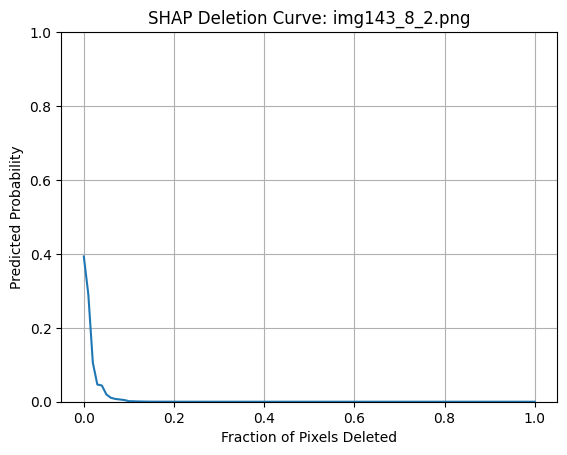 SHAP Deletion Curve: img143_8_2.png
1.0
0.8
0.6
0.4
0.2
0.0
Predicted Probability
0.0 0.2 0.4 0.6 0.8 1.0
Fraction of Pixels Deleted